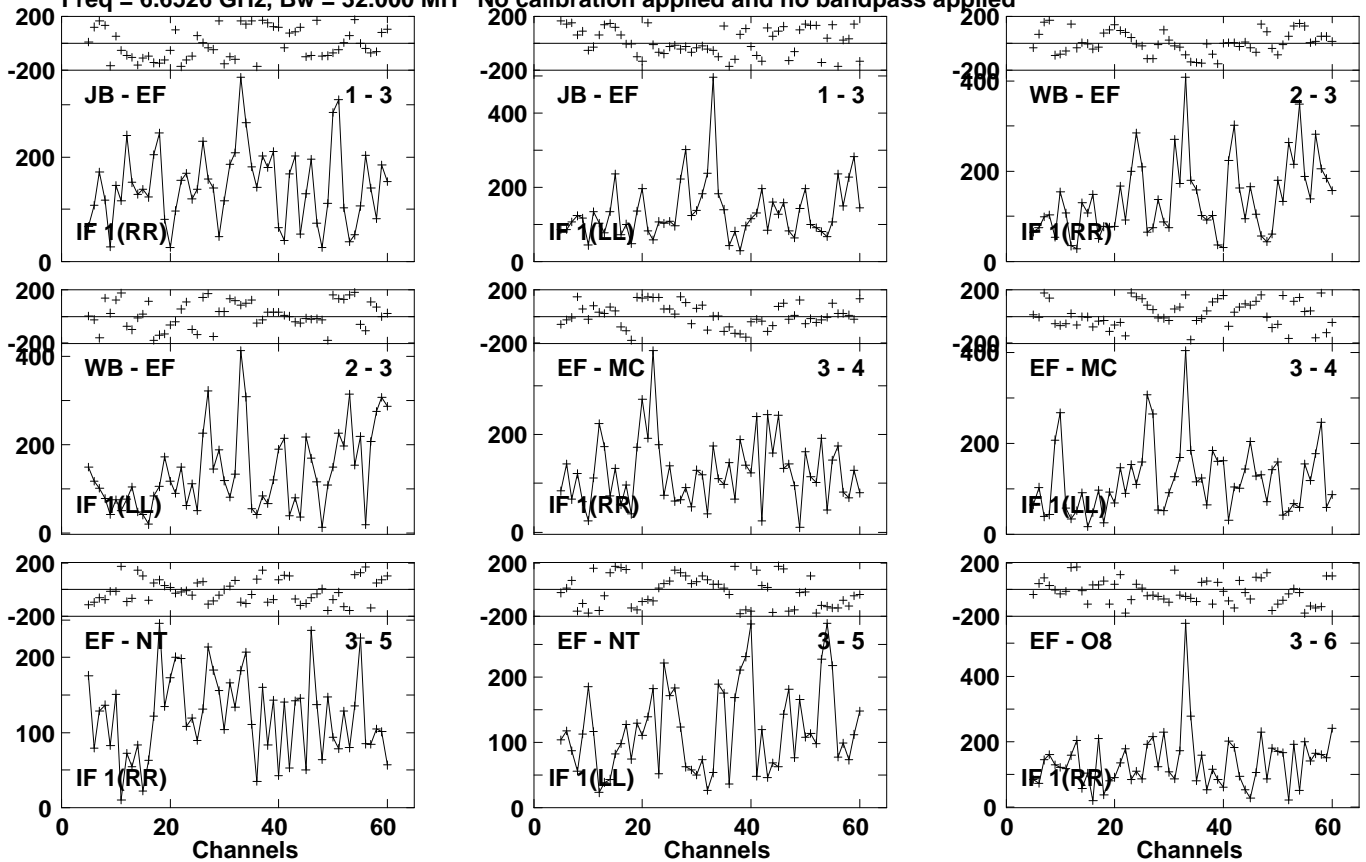 Freq = 6.6526 GHz, Bw = 32.000 MH No calibration applied and no bandpass applied
200
-200
JB - EF 1 - 3
200
IF 1(RR)
0
JB - EF 1 - 3
400
200
IF 1(LL)
0
-200
400
WB - EF 2 - 3
200
IF 1(RR)
0
200
-200
400
WB - EF 2 - 3
200
IF 1(LL)
0
EF - MC 3 - 4
200
IF 1(RR)
0
200
-200
400
EF - MC 3 - 4
200
IF 1(LL)
0
200
-200
EF - NT 3 - 5
200
100
IF 1(RR)
0
0 20 40 60
Channels
200
-200
EF - NT 3 - 5
200
100
IF 1(LL)
0
0 20 40 60
Channels
200
-200
EF - O8 3 - 6
400
200
IF 1(RR)
0
0 20 40 60
Channels